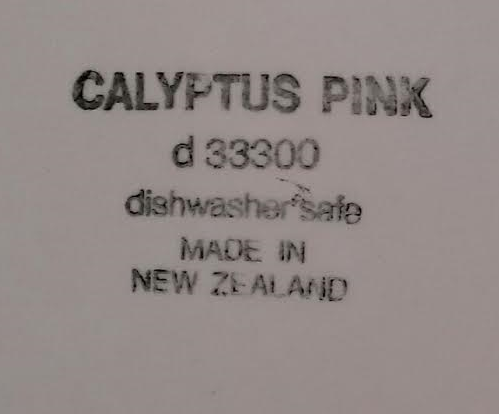 CALYPTUS PINK
d 33300
dishwasher safe
MADE IN
NEW ZEALAND